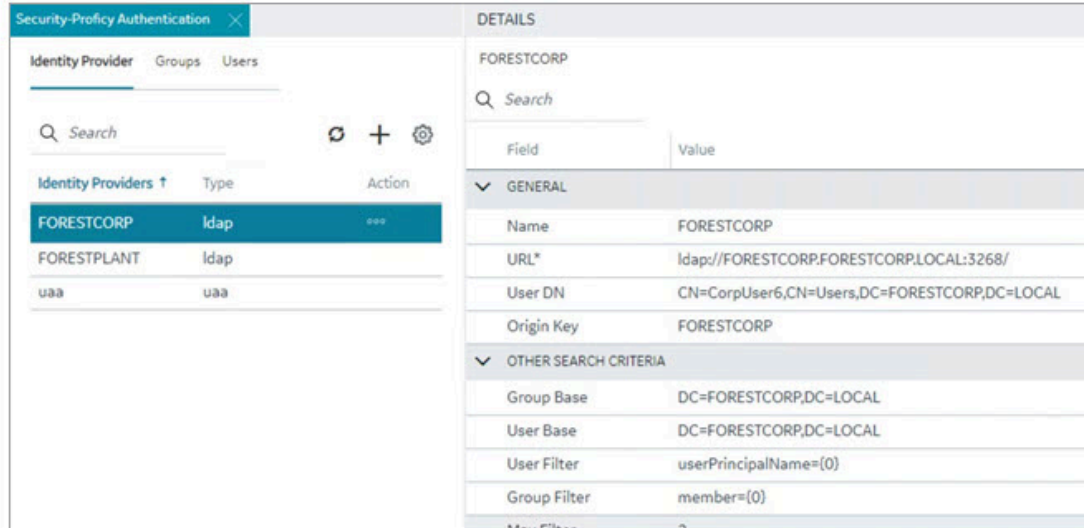 Security-Proficy Authentication
Identity Provider Groups Users
Search
Identity Providers ↑ Type Action
FORESTCORP ldap
FORESTPLANT ldap
uaa uaa
DETAILS
FORESTCORP
Search
Field Value
GENERAL
Name FORESTCORP
URL* ldap://FORESTCORP.FORESTCORP.LOCAL:3268/
User DN CN=CorpUser6,CN=Users,DC=FORESTCORP,DC=LOCAL
Origin Key FORESTCORP
OTHER SEARCH CRITERIA
Group Base DC=FORESTCORP,DC=LOCAL
User Base DC=FORESTCORP,DC=LOCAL
User Filter userPrincipalName={0}
Group Filter member={0}